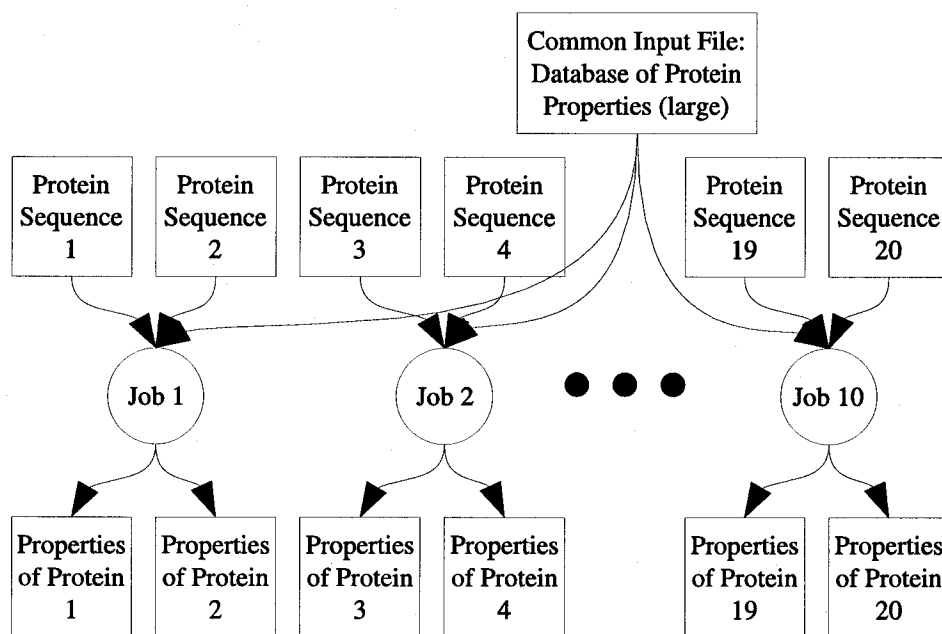 Common Input File:
Database of Protein
Properties (large)
Protein
Sequence
1
Protein
Sequence
2
Protein
Sequence
3
Protein
Sequence
4
Protein
Sequence
19
Protein
Sequence
20
Job 1
Job 2
Job 10
Properties
of Protein
1
Properties
of Protein
2
Properties
of Protein
3
Properties
of Protein
4
Properties
of Protein
19
Properties
of Protein
20